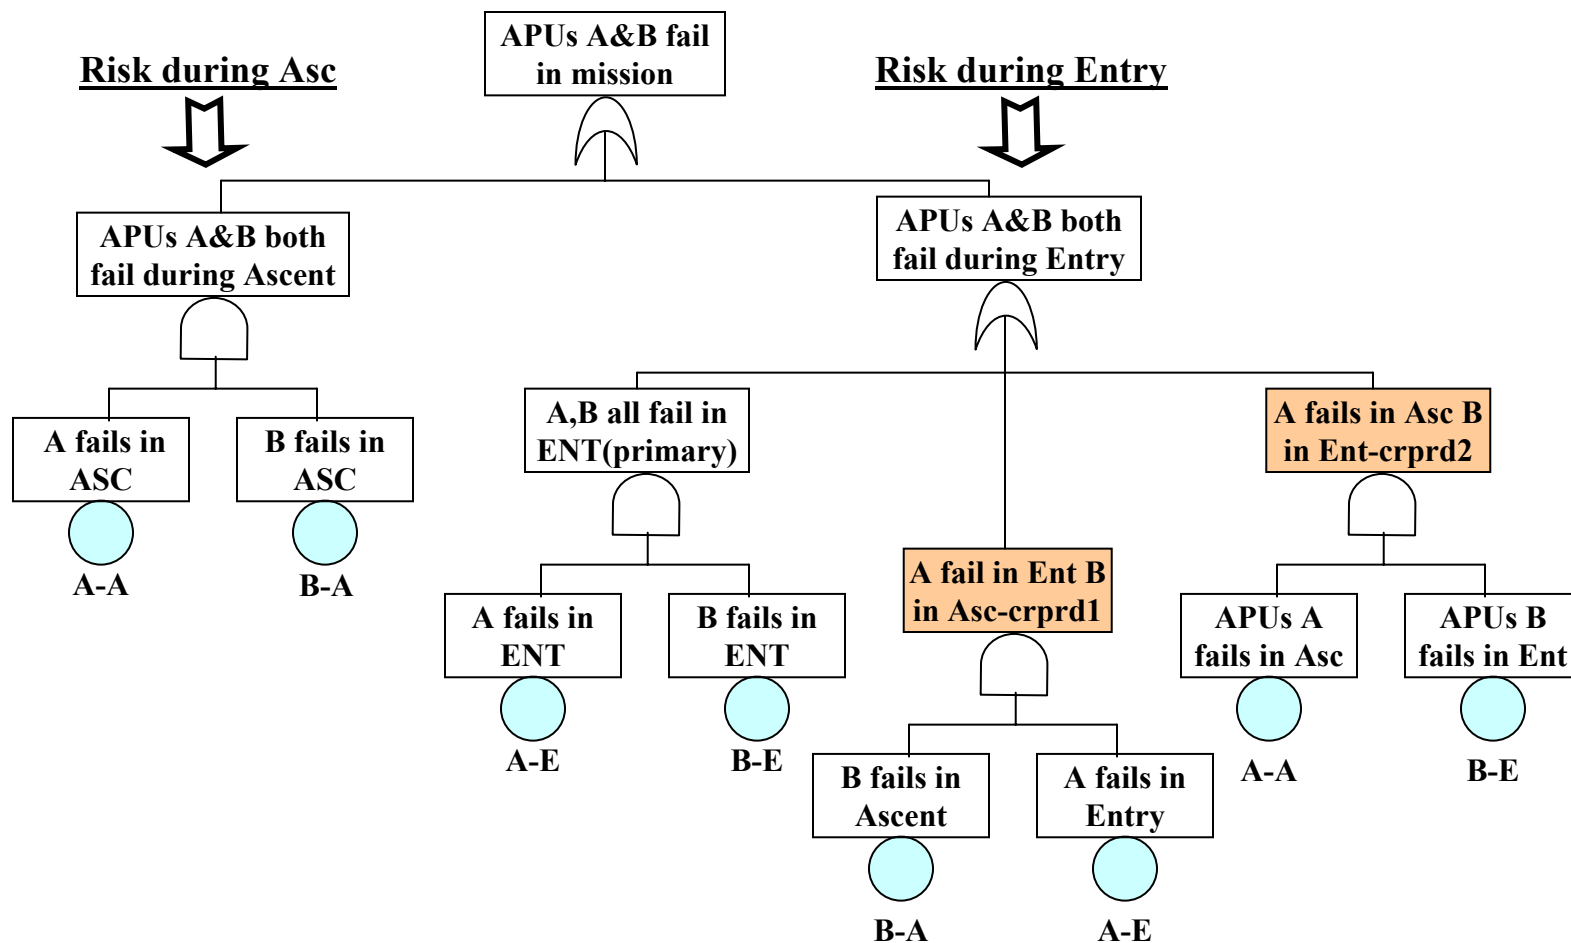 APUs A&B fail
in mission
Risk during Asc
Risk during Entry
APUs A&B both
fail during Ascent
APUs A&B both
fail during Entry
A fails in
ASC
B fails in
ASC
A-A
B-A
A,B all fail in
ENT(primary)
A fails in Asc B
in Ent-crprd2
A fail in Ent B
in Asc-crprd1
A fails in
ENT
B fails in
ENT
A-E
B-E
APUs A
fails in Asc
APUs B
fails in Ent
A-A
B-E
B fails in
Ascent
A fails in
Entry
B-A
A-E